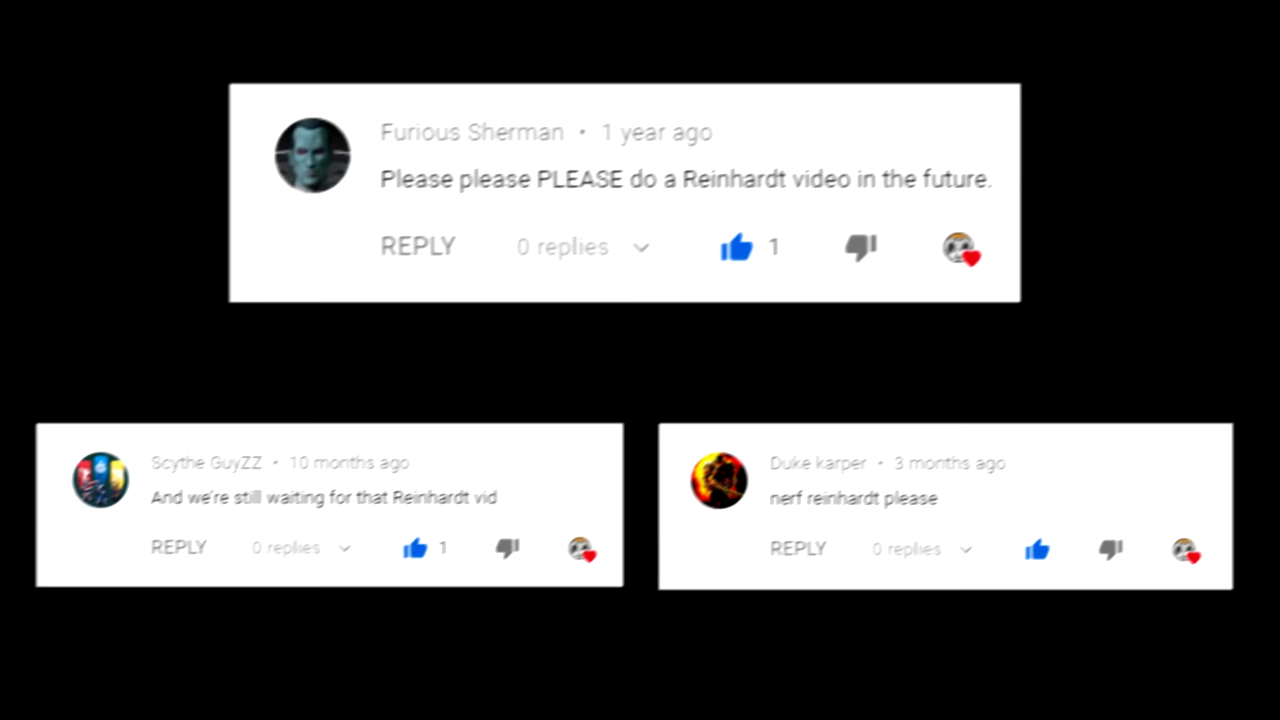 Furious Sherman • 1 year ago
Please please PLEASE do a Reinhardt video in the future.
REPLY 0 replies 1
Scythe GuyZZ • 10 months ago
And we're still waiting for that Reinhardt vid
REPLY 0 replies 1
Duke karper • 3 months ago
nerf reinhardt please
REPLY 0 replies